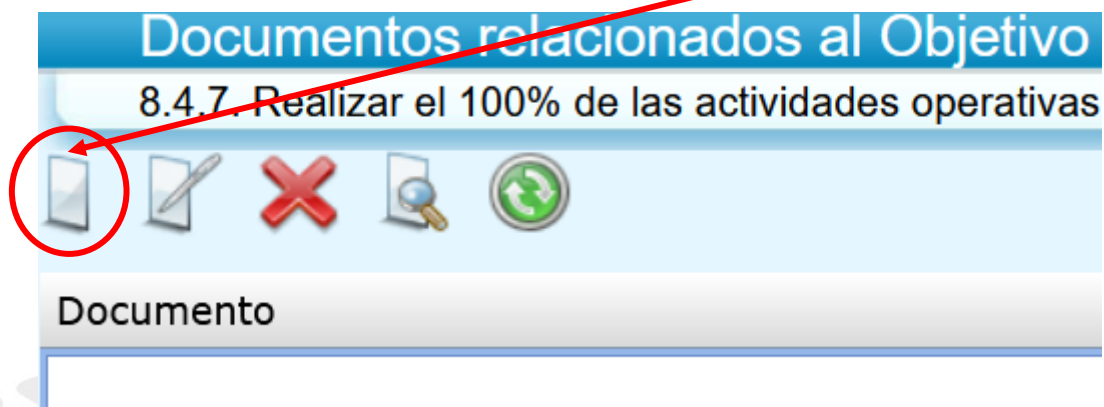 Documentos relacionados al Objetivo
8.4.7. Realizar el 100% de las actividades operativas
Documento